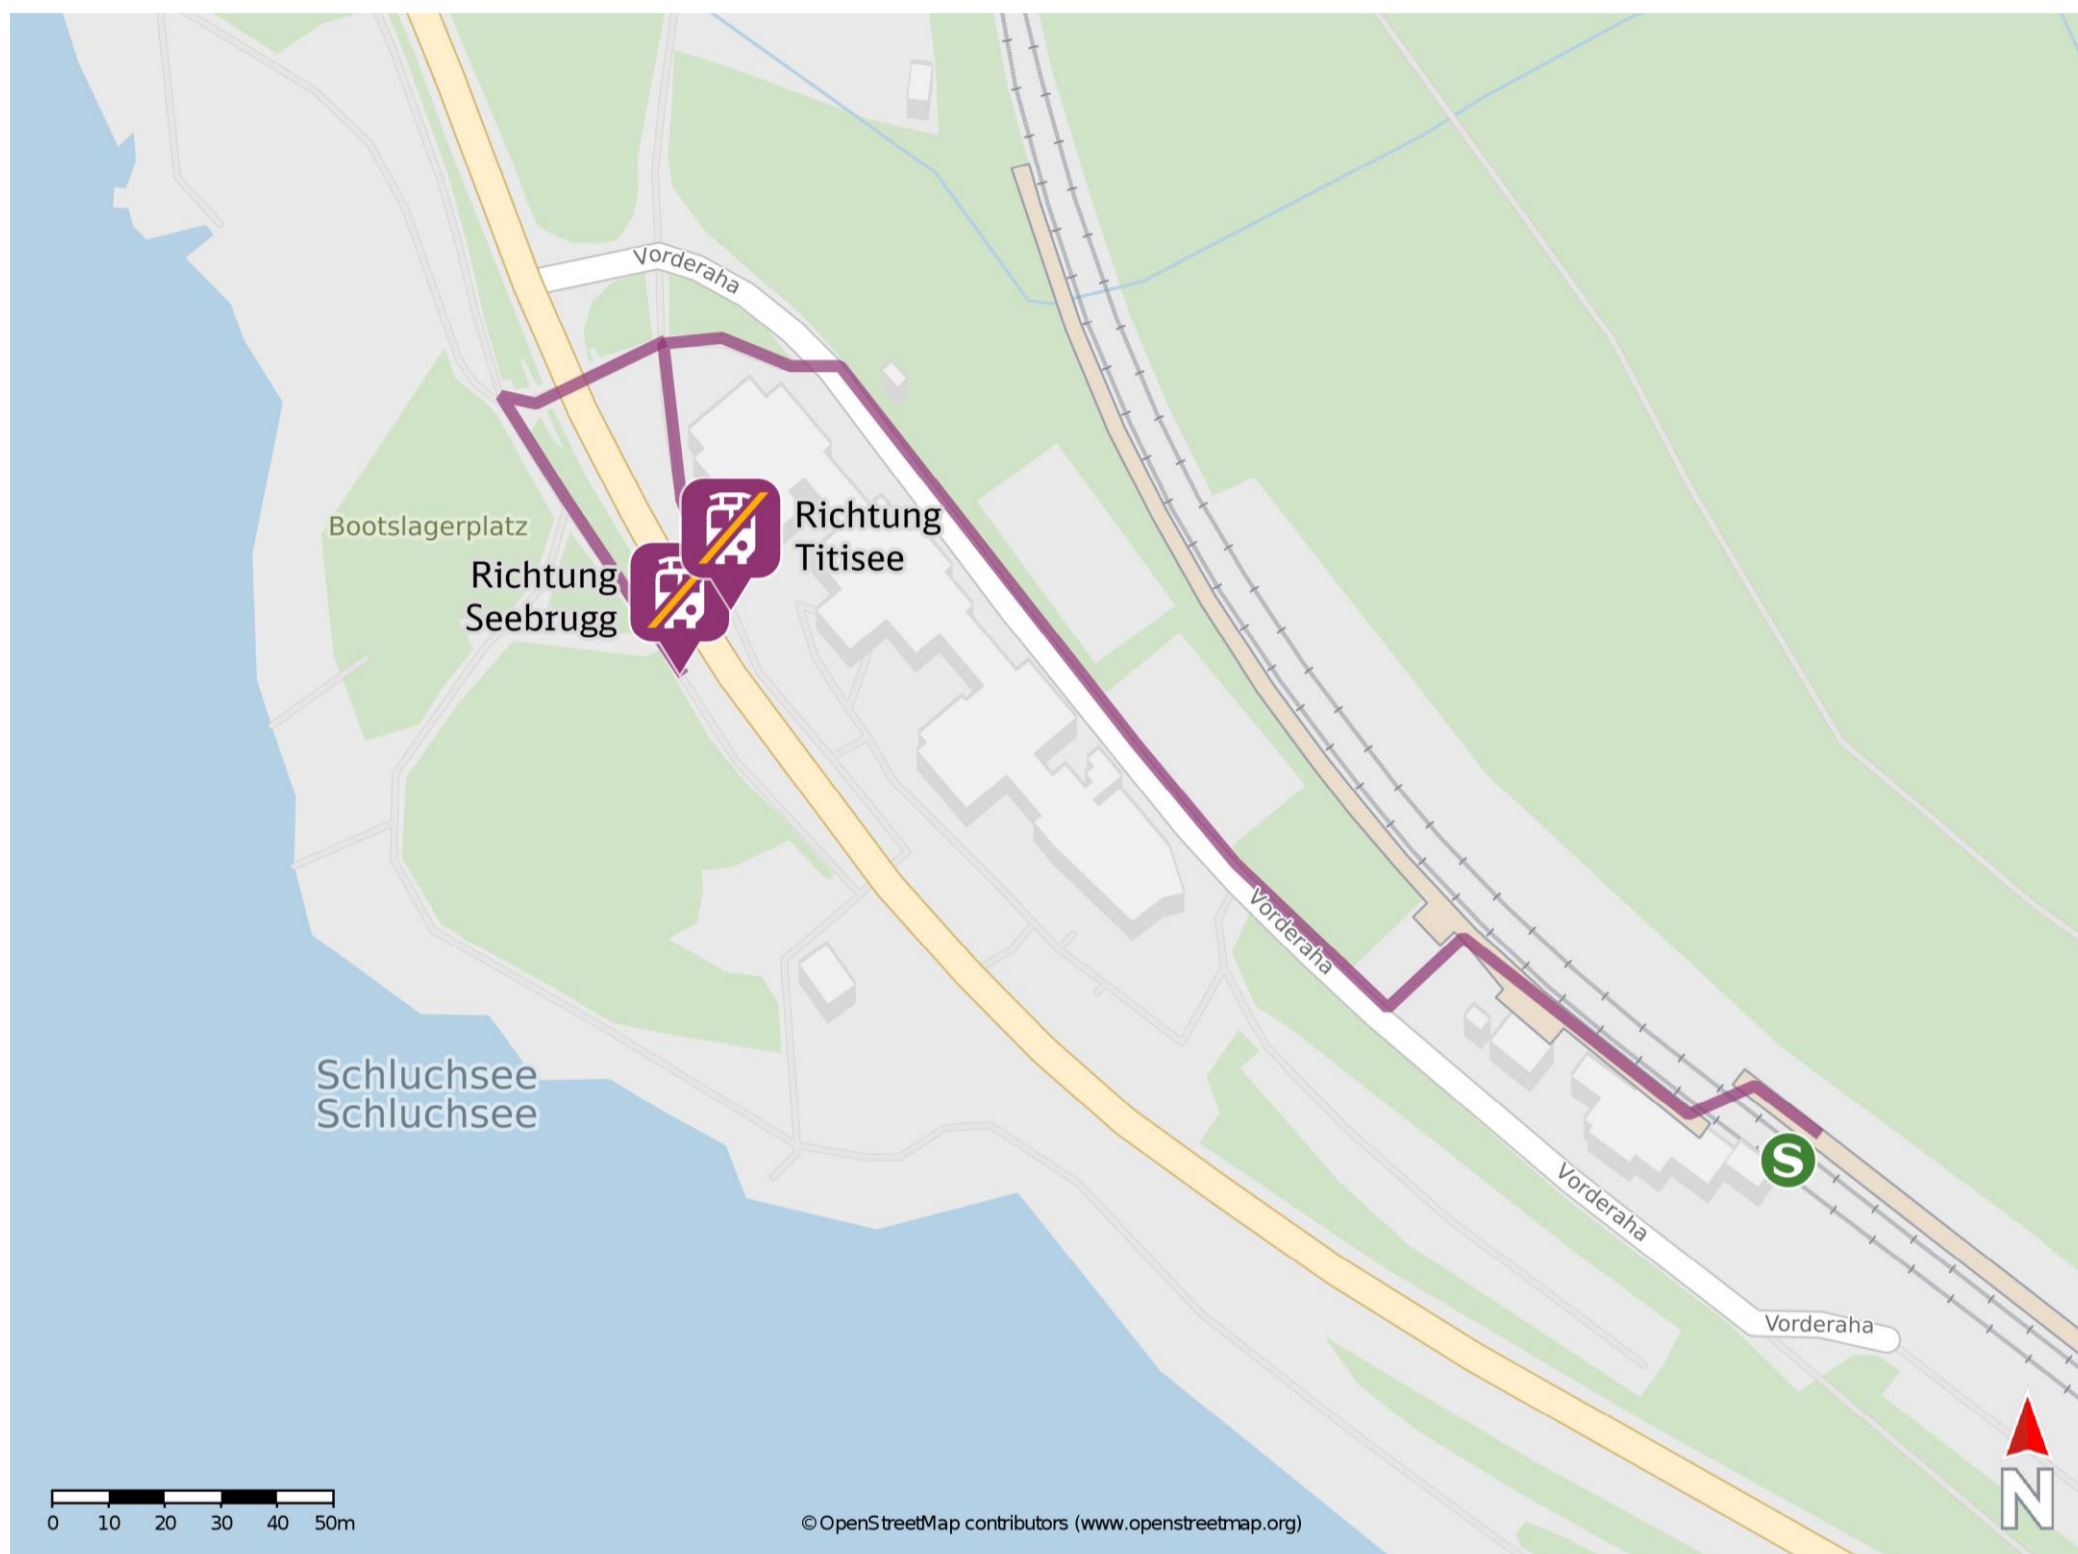 Vorderaha
Bootslagerplatz
Richtung
Titisee
Richtung
Seebrugg
Vorderaha
Schluchsee
Schluchsee
S
Vorderaha
Vorderaha
N
0 10 20 30 40 50m
© OpenStreetMap contributors (www.openstreetmap.org)